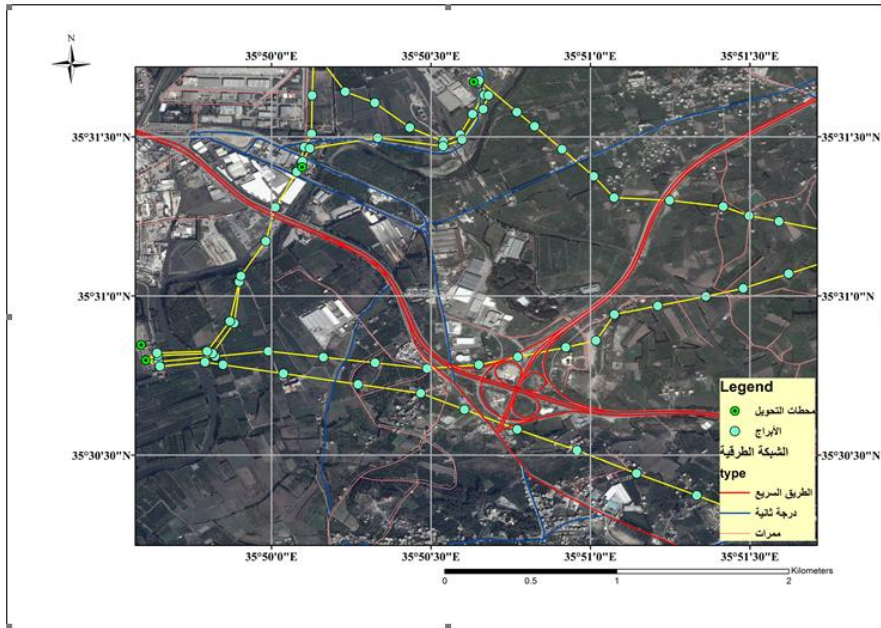 N
35°50'0"E 35°50'30"E 35°51'0"E 35°51'30"E
35°31'30"N 35°31'30"N
35°31'0"N 35°31'0"N
35°30'30"N 35°30'30"N
Legend
محطات التحويل
الأبراج
الشبكة الطرقية
type
الطريق السريع
درجة ثانية
ممرات
35°50'0"E 35°50'30"E 35°51'0"E 35°51'30"E
Kilometers
0 0.5 1 2